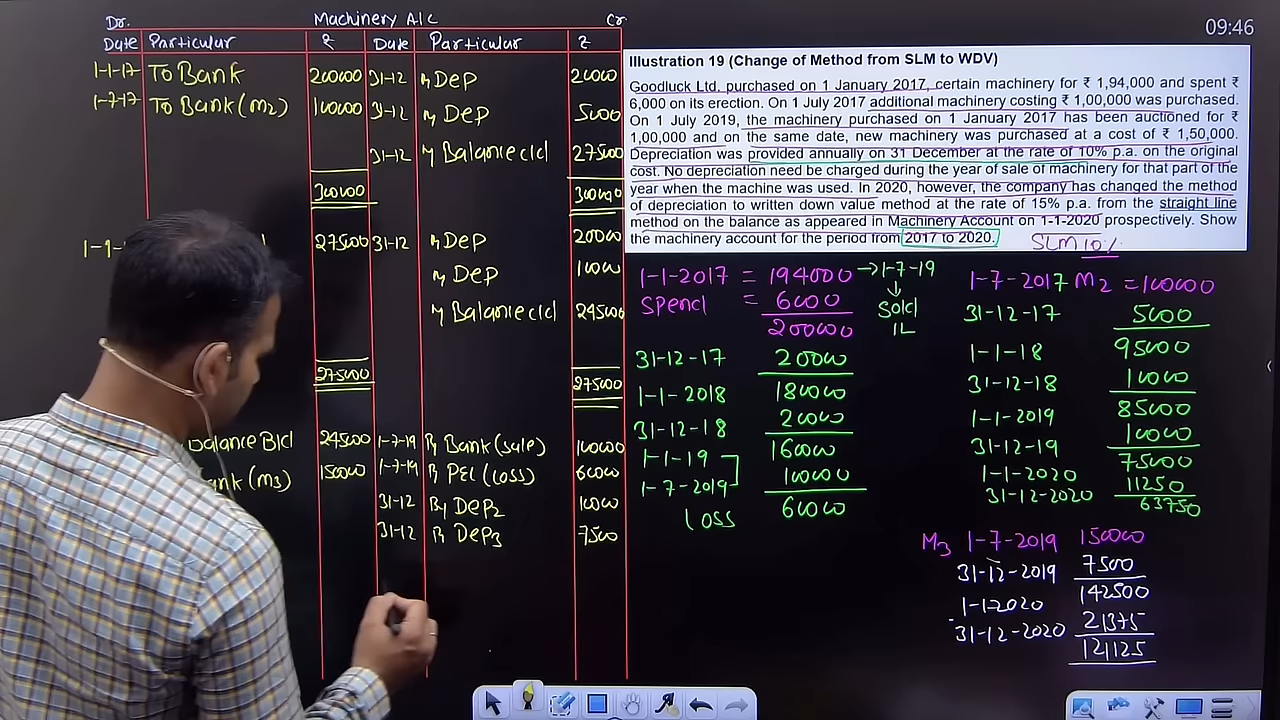 09:46
Dr. Machinery A/c Cr
Date Particular ₹ Date Particular ₹
1-1-17 To Bank 200000 31-12 By Dep 20000
1-7-17 To Bank (m2) 100000 31-12 By Dep 5000
31-12 By Balance c/d 275000
300000 300000
1-1- 275000 31-12 By Dep 20000
By Dep 10000
By Balance c/d 245000
275000 275000
Balance B/d 245000 1-7-19 By Bank (sale) 100000
(m3) 150000 1-7-19 By P&L (loss) 60000
31-12 By Dep2 10000
31-12 By Dep3 7500
Illustration 19 (Change of Method from SLM to WDV)
Goodluck Ltd. purchased on 1 January 2017, certain machinery for ₹ 1,94,000 and spent ₹
6,000 on its erection. On 1 July 2017 additional machinery costing ₹ 1,00,000 was purchased.
On 1 July 2019, the machinery purchased on 1 January 2017 has been auctioned for ₹
1,00,000 and on the same date, new machinery was purchased at a cost of ₹ 1,50,000.
Depreciation was provided annually on 31 December at the rate of 10% p.a. on the original
cost. No depreciation need be charged during the year of sale of machinery for that part of the
year when the machine was used. In 2020, however, the company has changed the method
of depreciation to written down value method at the rate of 15% p.a. from the straight line
method on the balance as appeared in Machinery Account on 1-1-2020 prospectively. Show
the machinery account for the period from 2017 to 2020.
SLM 10%
1-1-2017 = 194000 → 1-7-19
Spend = 6000 ↓
200000 Sold
1L
31-12-17 20000
1-1-2018 180000
31-12-18 20000
1-1-19 160000
1-7-2019 100000
Loss 60000
1-7-2017 M2 = 100000
31-12-17 5000
1-1-18 95000
31-12-18 10000
1-1-2019 85000
31-12-19 10000
1-1-2020 75000
31-12-2020 11250
63750
M3 1-7-2019 150000
31-12-2019 7500
1-1-2020 142500
31-12-2020 21375
121125